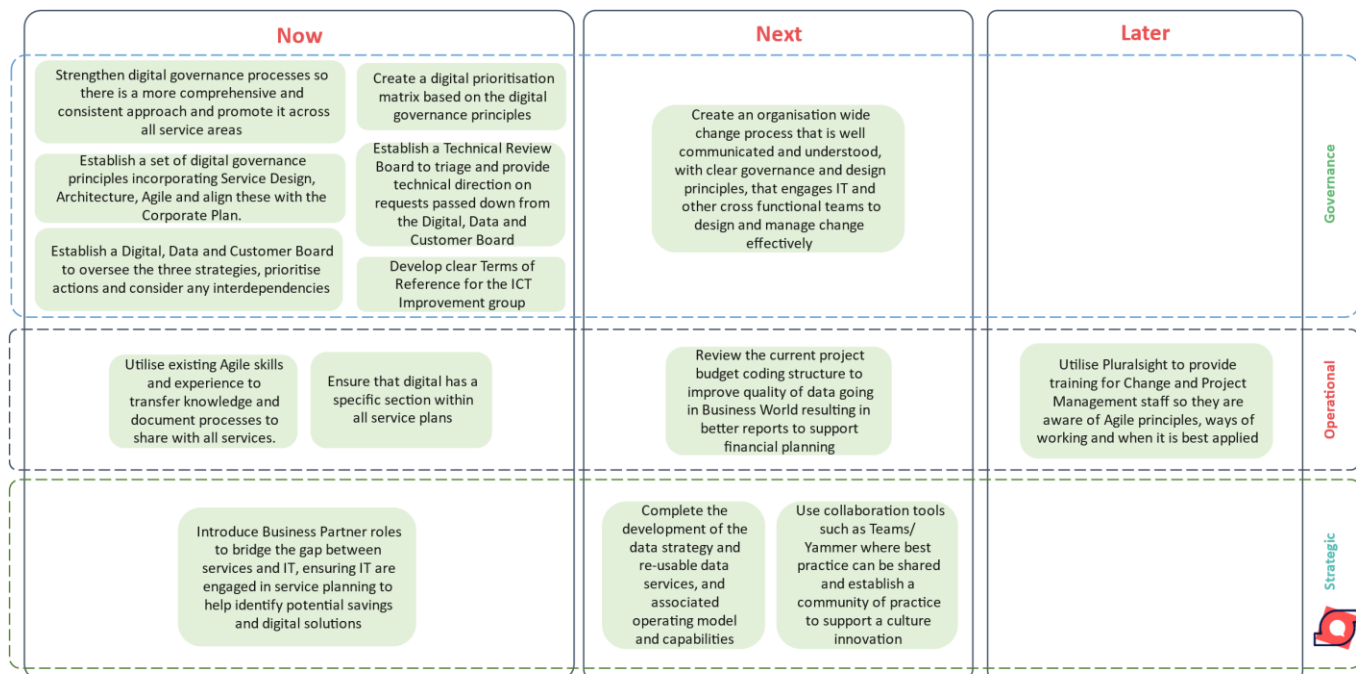 Now
Next
Later
Strengthen digital governance processes so
there is a more comprehensive and
consistent approach and promote it across
all service areas
Create a digital prioritisation
matrix based on the digital
governance principles
Establish a set of digital governance
principles incorporating Service Design,
Architecture, Agile and align these with the
Corporate Plan.
Establish a Technical Review
Board to triage and provide
technical direction on
requests passed down from
the Digital, Data and
Customer Board
Establish a Digital, Data and Customer Board
to oversee the three strategies, prioritise
actions and consider any interdependencies
Develop clear Terms of
Reference for the ICT
Improvement group
Create an organisation wide
change process that is well
communicated and understood,
with clear governance and design
principles, that engages IT and
other cross functional teams to
design and manage change
effectively
Governance
Utilise existing Agile skills
and experience to
transfer knowledge and
document processes to
share with all services.
Ensure that digital has a
specific section within
all service plans
Review the current project
budget coding structure to
improve quality of data going
in Business World resulting in
better reports to support
financial planning
Utilise Pluralsight to provide
training for Change and Project
Management staff so they are
aware of Agile principles, ways of
working and when it is best applied
Operational
Introduce Business Partner roles
to bridge the gap between
services and IT, ensuring IT are
engaged in service planning to
help identify potential savings
and digital solutions
Complete the
development of the
data strategy and
re-usable data
services, and
associated
operating model
and capabilities
Use collaboration tools
such as Teams/
Yammer where best
practice can be shared
and establish a
community of practice
to support a culture
innovation
Strategic